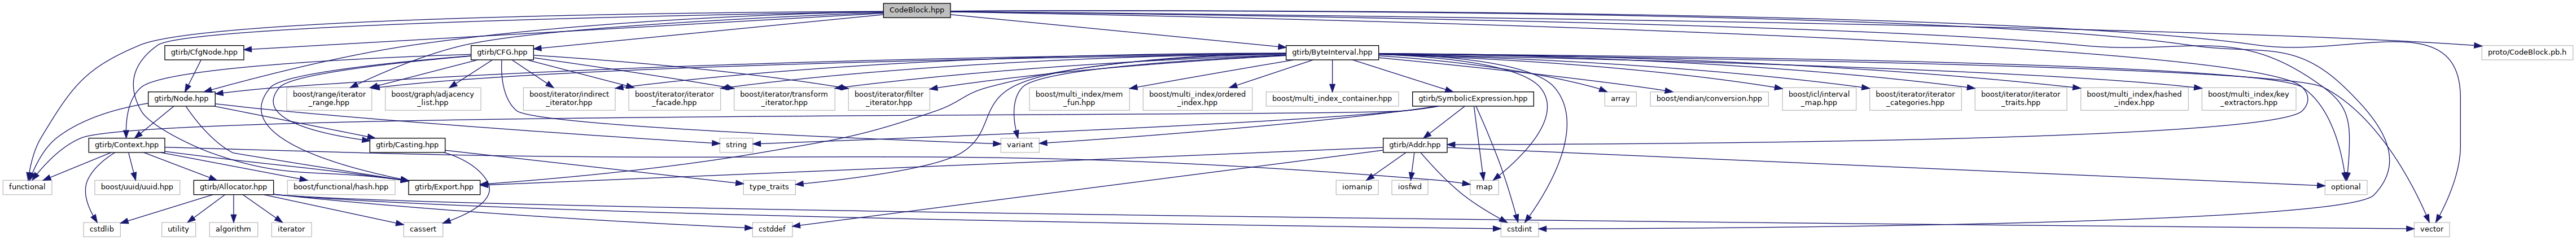 CodeBlock.hpp
gtirb/CfgNode.hpp
gtirb/CFG.hpp
gtirb/ByteInterval.hpp
proto/CodeBlock.pb.h
gtirb/Node.hpp
boost/range/iterator
_range.hpp
boost/graph/adjacency
_list.hpp
boost/iterator/indirect
_iterator.hpp
boost/iterator/iterator
_facade.hpp
boost/iterator/transform
_iterator.hpp
boost/iterator/filter
_iterator.hpp
boost/multi_index/mem
_fun.hpp
boost/multi_index/ordered
_index.hpp
boost/multi_index_container.hpp
gtirb/SymbolicExpression.hpp
array
boost/endian/conversion.hpp
boost/icl/interval
_map.hpp
boost/iterator/iterator
_categories.hpp
boost/iterator/iterator
_traits.hpp
boost/multi_index/hashed
_index.hpp
boost/multi_index/key
_extractors.hpp
gtirb/Context.hpp
gtirb/Casting.hpp
string
variant
gtirb/Addr.hpp
functional
boost/uuid/uuid.hpp
gtirb/Allocator.hpp
boost/functional/hash.hpp
gtirb/Export.hpp
type_traits
iomanip
iosfwd
map
optional
cstdlib
utility
algorithm
iterator
cassert
cstddef
cstdint
vector